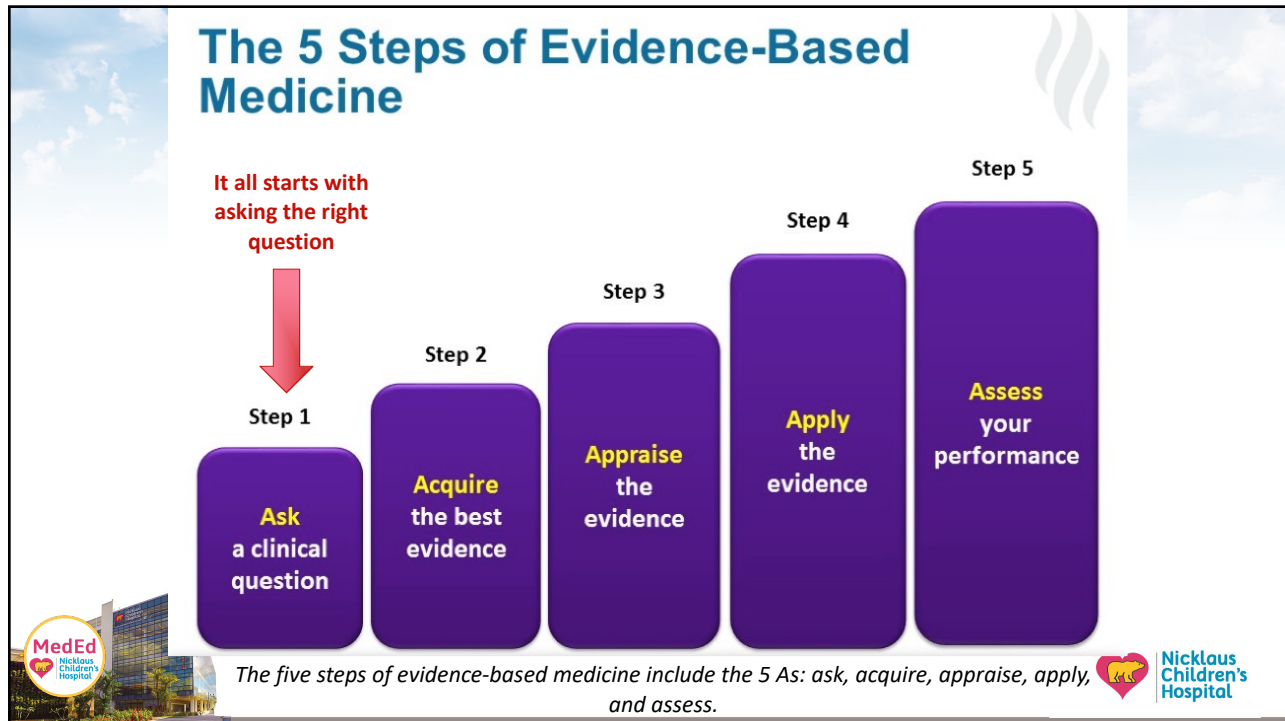 The 5 Steps of Evidence-Based
Medicine
It all starts with
asking the right
question
Step 1
Ask
a clinical
question
Step 2
Acquire
the best
evidence
Step 3
Appraise
the
evidence
Step 4
Apply
the
evidence
Step 5
Assess
your
performance
MedEd
Nicklaus
Children's
Hospital
The five steps of evidence-based medicine include the 5 As: ask, acquire, appraise, apply,
and assess.
Nicklaus
Children's
Hospital